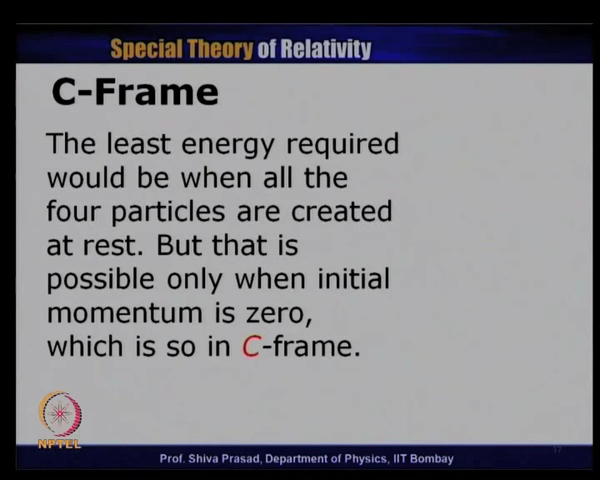 Special Theory of Relativity
C-Frame
The least energy required
would be when all the
four particles are created
at rest. But that is
possible only when initial
momentum is zero,
which is so in C-frame.
NPTEL
Prof. Shiva Prasad, Department of Physics, IIT Bombay
17